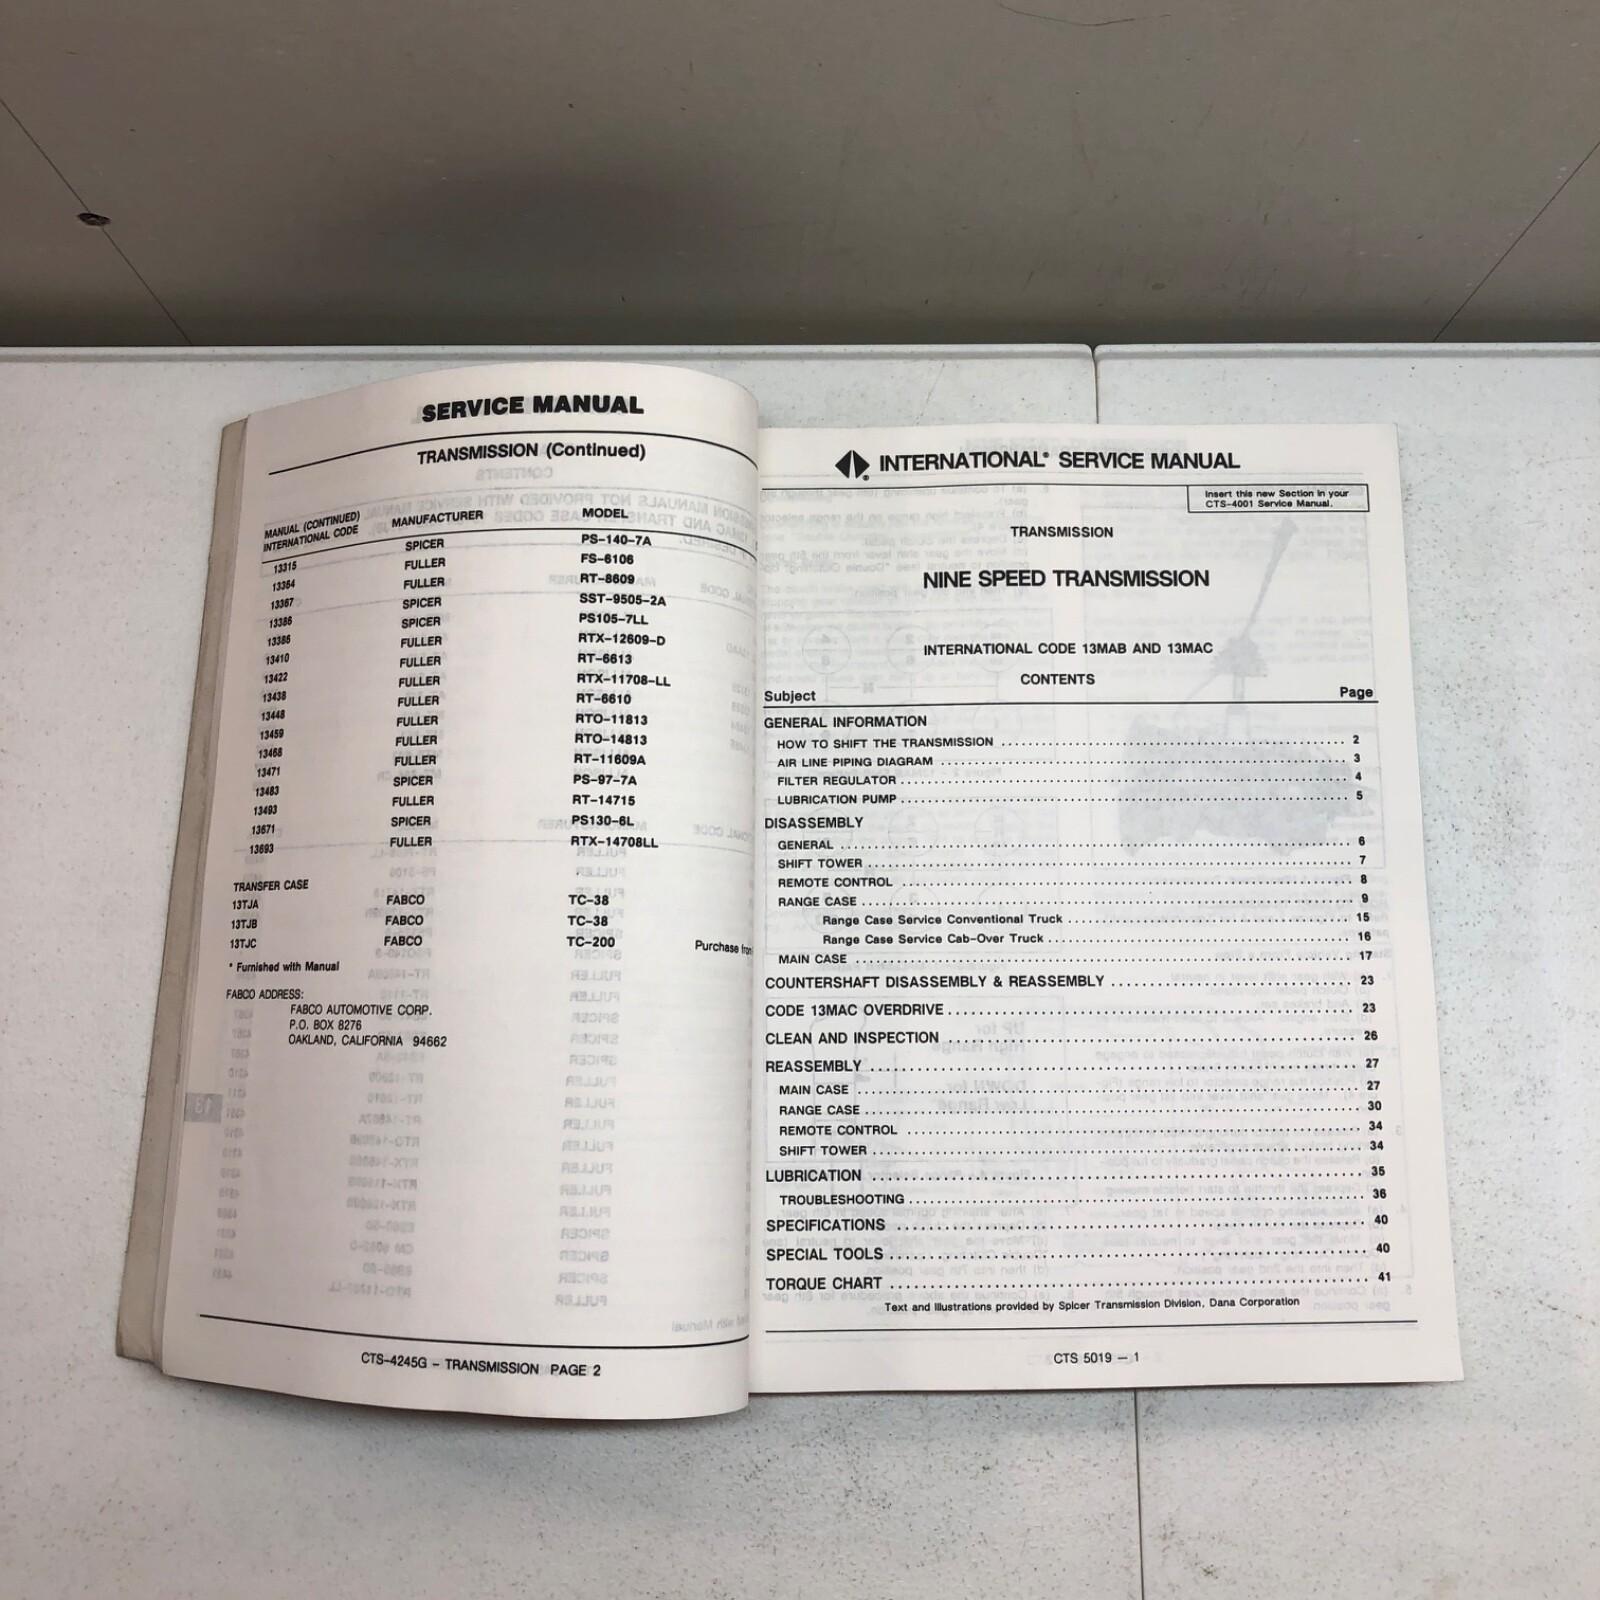 SERVICE MANUAL
TRANSMISSION (Continued)
MANUAL (CONTINUED)
INTERNATIONAL CODE MANUFACTURER MODEL
13315 SPICER PS-140-7A
13364 FULLER FS-6106
13367 FULLER RT-8609
13386 SPICER SST-9505-2A
13386 SPICER PS105-7LL
13410 FULLER RTX-12609-D
13422 FULLER RT-6613
13438 FULLER RTX-11708-LL
13448 FULLER RT-6610
13459 FULLER RTO-11813
13468 FULLER RTO-14813
13471 FULLER RT-11609A
13483 SPICER PS-97-7A
13493 FULLER RT-14715
13671 SPICER PS130-6L
13693 FULLER RTX-14708LL
TRANSFER CASE
13TJA FABCO TC-38
13TJB FABCO TC-38
13TJC FABCO TC-200 Purchase from
* Furnished with Manual
FABCO ADDRESS:
FABCO AUTOMOTIVE CORP.
P.O. BOX 8276
OAKLAND, CALIFORNIA 94662
CTS-4245G - TRANSMISSION PAGE 2
INTERNATIONAL® SERVICE MANUAL
Insert this new Section in your
CTS-4001 Service Manual.
TRANSMISSION
NINE SPEED TRANSMISSION
INTERNATIONAL CODE 13MAB AND 13MAC
CONTENTS
Subject Page
GENERAL INFORMATION
HOW TO SHIFT THE TRANSMISSION 2
AIR LINE PIPING DIAGRAM 3
FILTER REGULATOR 4
LUBRICATION PUMP 5
DISASSEMBLY
GENERAL 6
SHIFT TOWER 7
REMOTE CONTROL 8
RANGE CASE 9
Range Case Service Conventional Truck 15
Range Case Service Cab-Over Truck 16
MAIN CASE 17
COUNTERSHAFT DISASSEMBLY & REASSEMBLY 23
CODE 13MAC OVERDRIVE 23
CLEAN AND INSPECTION 26
REASSEMBLY 27
MAIN CASE 27
RANGE CASE 30
REMOTE CONTROL 34
SHIFT TOWER 34
LUBRICATION 35
TROUBLESHOOTING 36
SPECIFICATIONS 40
SPECIAL TOOLS 40
TORQUE CHART 41
Text and Illustrations provided by Spicer Transmission Division, Dana Corporation
CTS 5019 — 1